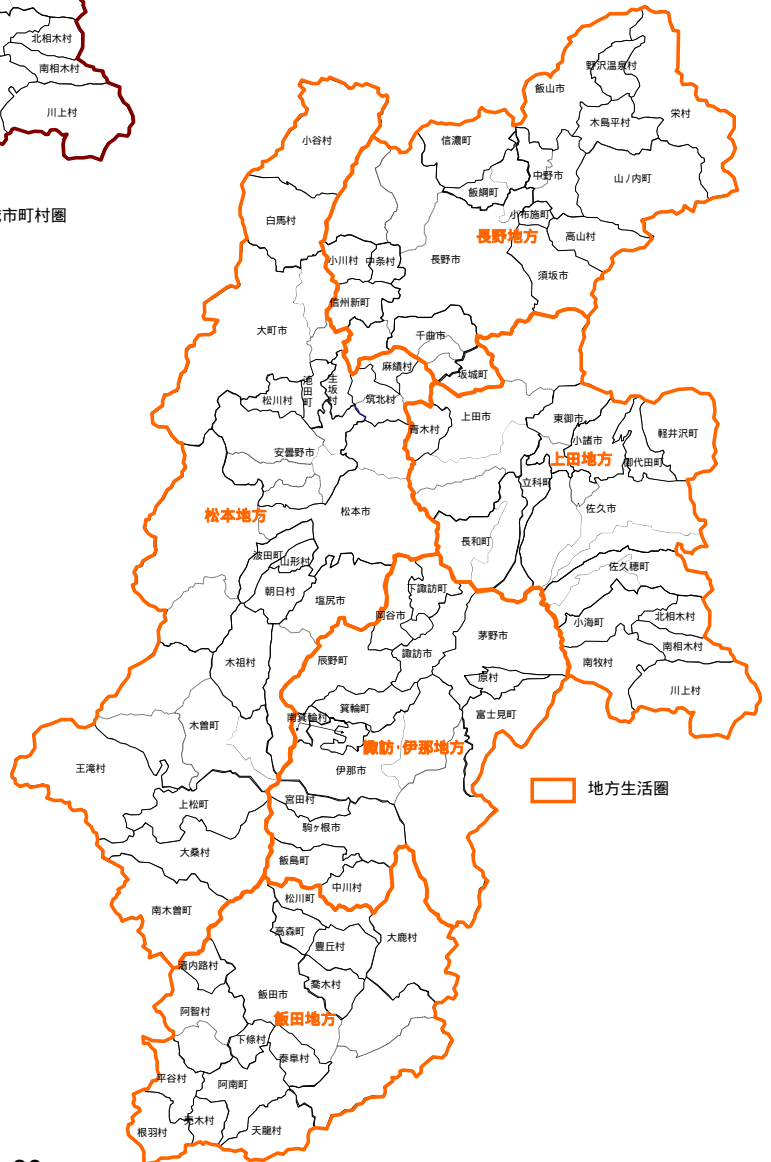 北相木村
南相木村
川上村
市町村圏
野沢温泉村
飯山市
栄村
木島平村
小谷村
信濃町
中野市
山ノ内町
飯綱町
白馬村
小布施町
長野地方
高山村
小川村
中条村
長野市
須坂市
信州新町
大町市
千曲市
麻績村
坂城町
池田町
生坂村
松川村
筑北村
上田市
東御市
青木村
小諸市
軽井沢町
安曇野市
上田地方
御代田町
立科町
松本地方
松本市
佐久市
長和町
波田町
山形村
佐久穂町
朝日村
塩尻市
下諏訪町
岡谷市
小海町
北相木村
茅野市
南相木村
木祖村
辰野町
諏訪市
南牧村
原村
川上村
箕輪町
南箕輪村
富士見町
木曽町
諏訪・伊那地方
王滝村
伊那市
地方生活圏
宮田村
上松町
駒ヶ根市
大桑村
飯島町
中川村
松川町
南木曽町
高森町
豊丘村
大鹿村
清内路村
喬木村
飯田市
阿智村
飯田地方
下條村
泰阜村
平谷村
阿南町
売木村
根羽村
天龍村